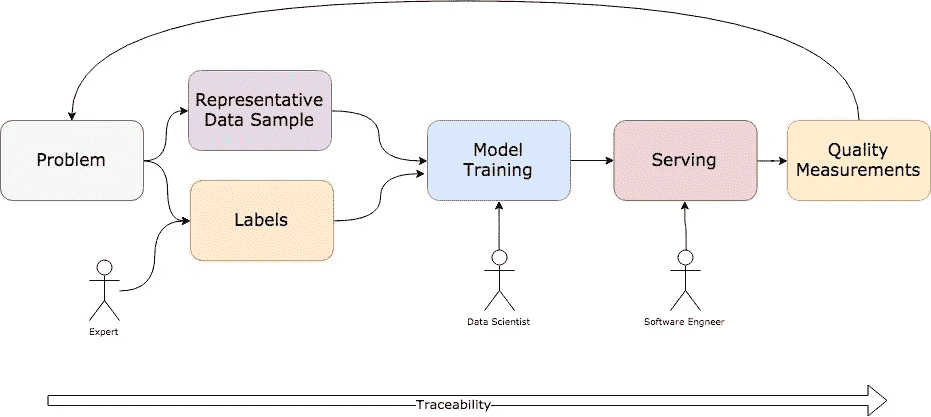 Problem
Representative
Data Sample
Labels
Model
Training
Serving
Quality
Measurements
Expert
Data Scientist
Software Engneer
Traceability